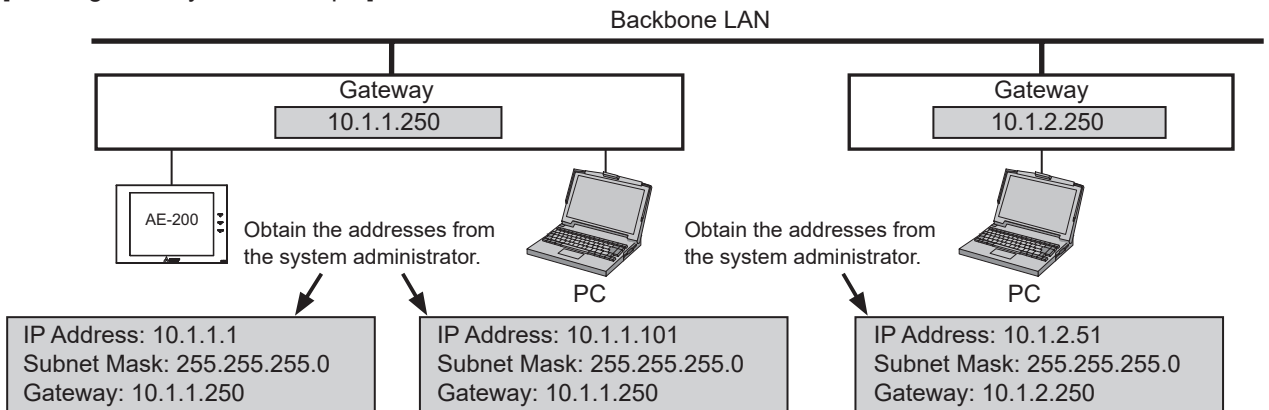 Backbone LAN
Gateway
10.1.1.250
Gateway
10.1.2.250
AE-200
Obtain the addresses from
the system administrator.
PC
Obtain the addresses from
the system administrator.
PC
IP Address: 10.1.1.1
Subnet Mask: 255.255.255.0
Gateway: 10.1.1.250
IP Address: 10.1.1.101
Subnet Mask: 255.255.255.0
Gateway: 10.1.1.250
IP Address: 10.1.2.51
Subnet Mask: 255.255.255.0
Gateway: 10.1.2.250